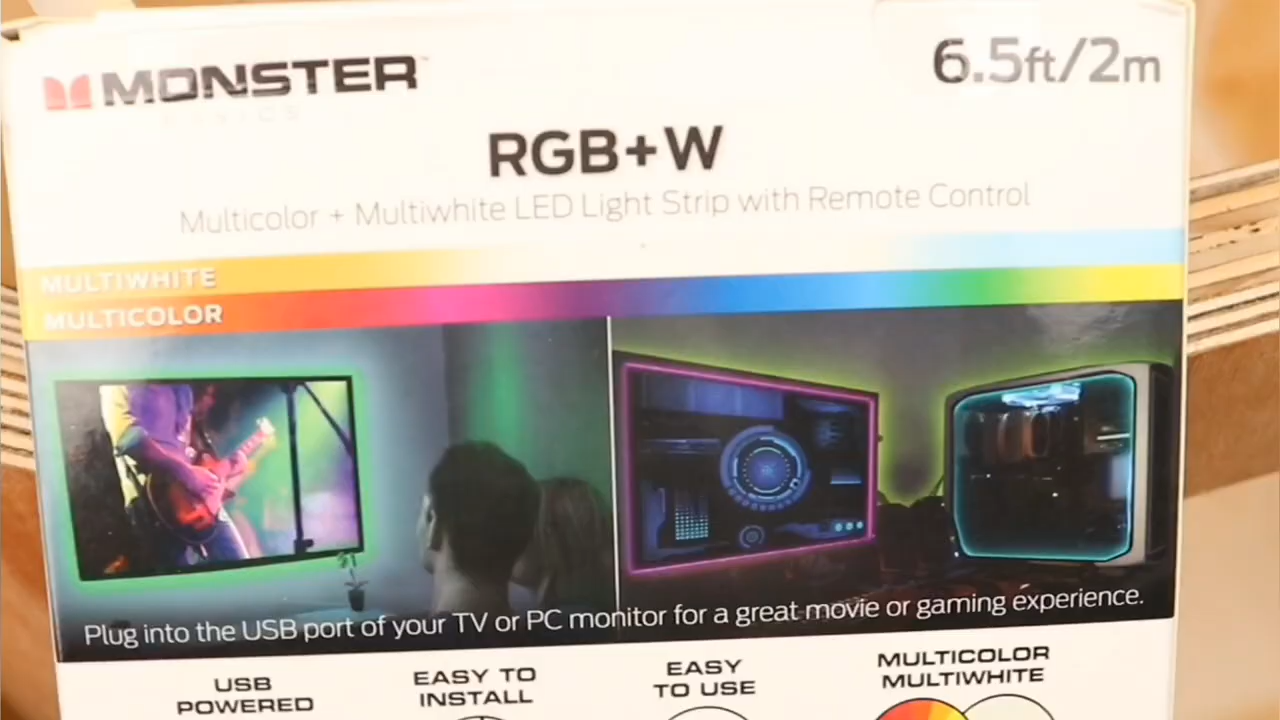 MONSTER™
6.5ft/2m
RGB+W
Multicolor + Multiwhite LED Light Strip with Remote Control
MULTIWHITE
MULTICOLOR
Plug into the USB port of your TV or PC monitor for a great movie or gaming experience.
USB
POWERED
EASY TO
INSTALL
EASY
TO USE
MULTICOLOR
MULTIWHITE